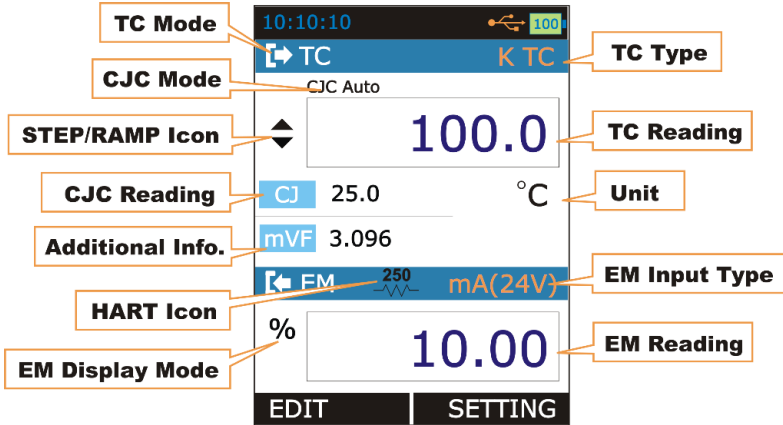 10:10:10 100
TC Mode
TC K TC
TC Type
CJC Mode
CJC Auto
STEP/RAMP Icon
100.0
TC Reading
CJC Reading
CJ 25.0
°C
Unit
Additional Info.
mVF 3.096
EM 250 mA(24V)
EM Input Type
HART Icon
%
10.00
EM Reading
EM Display Mode
EDIT SETTING